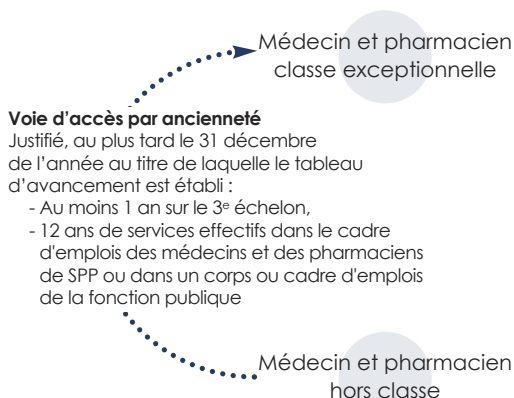 Médecin et pharmacien
classe exceptionnelle
Voie d’accès par ancienneté
Justifié, au plus tard le 31 décembre
de l’année au titre de laquelle le tableau
d’avancement est établi :
- Au moins 1 an sur le 3e échelon,
- 12 ans de services effectifs dans le cadre
d'emplois des médecins et des pharmaciens
de SPP ou dans un corps ou cadre d'emplois
de la fonction publique
Médecin et pharmacien
hors classe